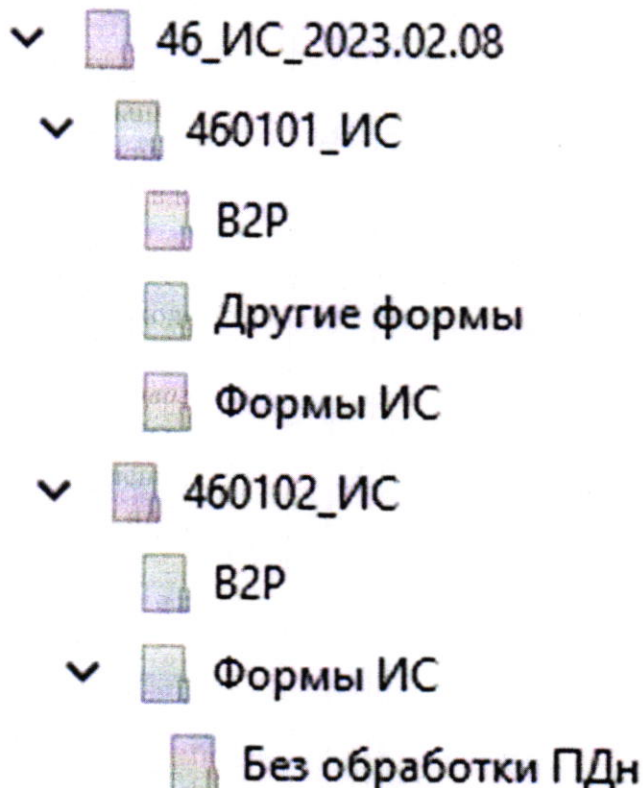 46_ИС_2023.02.08
460101_ИС
B2P
Другие формы
Формы ИС
460102_ИС
B2P
Формы ИС
Без обработки ПДн